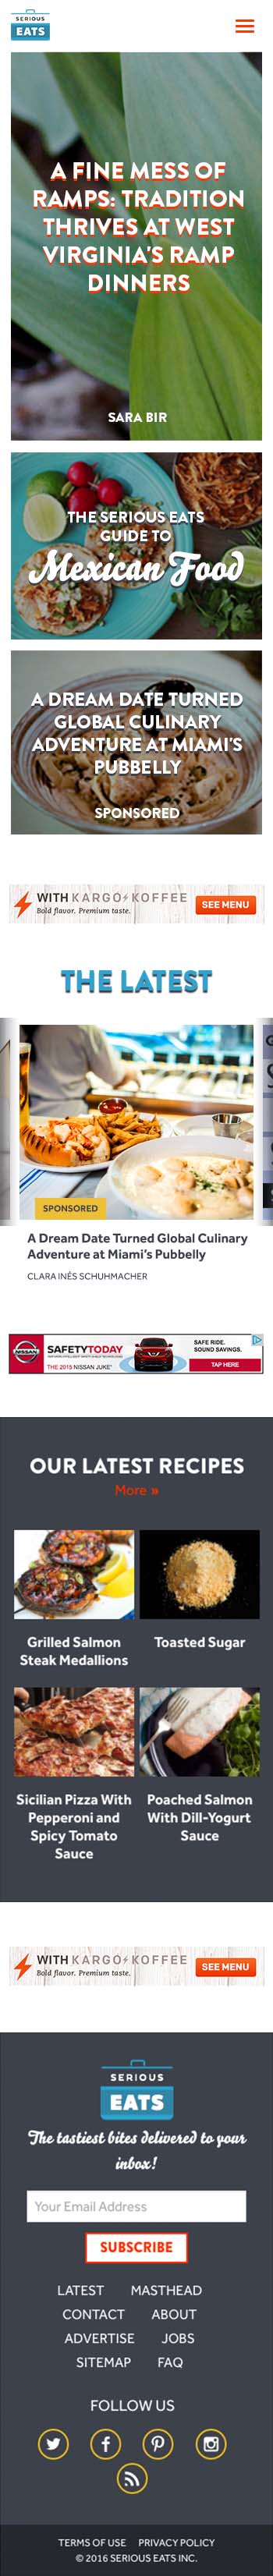 SERIOUS
EATS
A FINE MESS OF
RAMPS: TRADITION
THRIVES AT WEST
VIRGINIA'S RAMP
DINNERS
SARA BIR
THE SERIOUS EATS
GUIDE TO
Mexican Food
A DREAM DATE TURNED
GLOBAL CULINARY
ADVENTURE AT MIAMI'S
PUBBELLY
SPONSORED
WITH KARGO KOFFEE
Bold flavor. Premium taste.
SEE MENU
THE LATEST
SPONSORED
A Dream Date Turned Global Culinary
Adventure at Miami's Pubbelly
CLARA INÉS SCHUHMACHER
NISSAN
SAFETYTODAY
THE 2015 NISSAN JUKE®
SAFE RIDE.
SOUND SAVINGS.
TAP HERE
OUR LATEST RECIPES
More »
Grilled Salmon
Steak Medallions
Toasted Sugar
Sicilian Pizza With
Pepperoni and
Spicy Tomato
Sauce
Poached Salmon
With Dill-Yogurt
Sauce
WITH KARGO KOFFEE
Bold flavor. Premium taste.
SEE MENU
SERIOUS
EATS
The tastiest bites delivered to your
inbox!
Your Email Address
SUBSCRIBE
LATEST MASTHEAD
CONTACT ABOUT
ADVERTISE JOBS
SITEMAP FAQ
FOLLOW US
TERMS OF USE PRIVACY POLICY
© 2016 SERIOUS EATS INC.